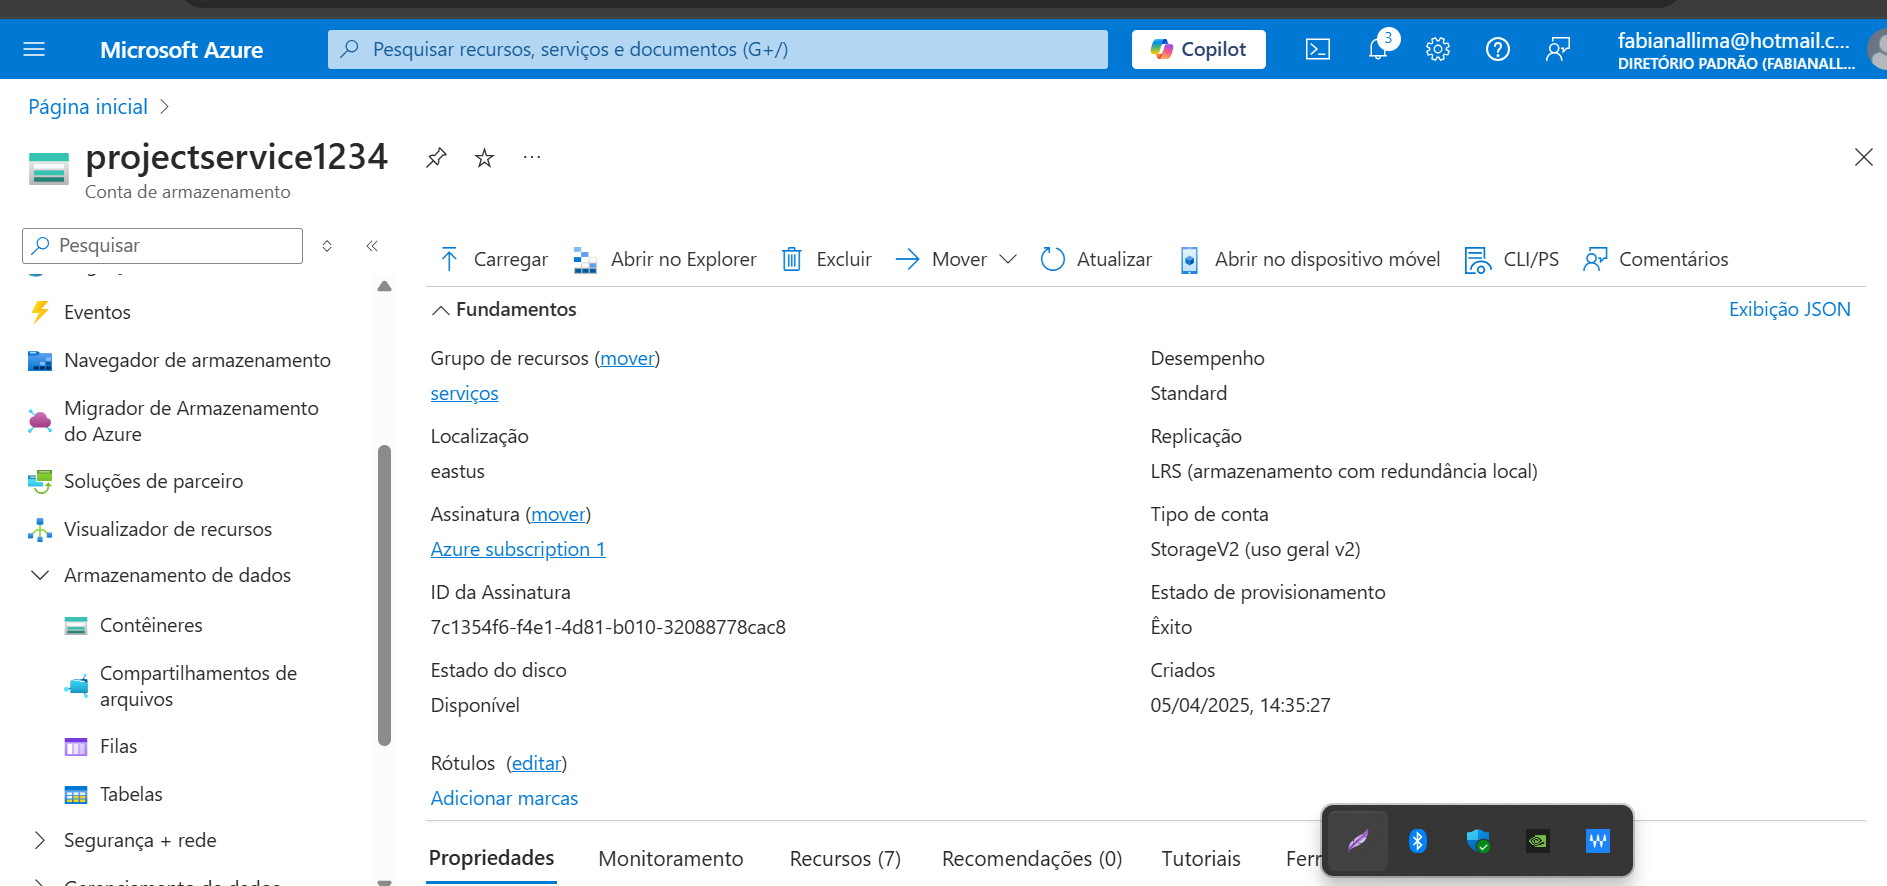 Microsoft Azure
Pesquisar recursos, serviços e documentos (G+/)
Copilot
3
fabianallima@hotmail.c...
DIRETÓRIO PADRÃO (FABIANALL...
Página inicial
projectservice1234
...
Conta de armazenamento
Pesquisar
Carregar
Abrir no Explorer
Excluir
Mover
Atualizar
Abrir no dispositivo móvel
CLI/PS
Comentários
Eventos
Navegador de armazenamento
Migrador de Armazenamento
do Azure
Soluções de parceiro
Visualizador de recursos
Armazenamento de dados
Contêineres
Compartilhamentos de
arquivos
Filas
Tabelas
Segurança + rede
Gerenciamento de dados
Fundamentos
Exibição JSON
Grupo de recursos (mover)
serviços
Localização
eastus
Assinatura (mover)
Azure subscription 1
ID da Assinatura
7c1354f6-f4e1-4d81-b010-32088778cac8
Estado do disco
Disponível
Rótulos (editar)
Adicionar marcas
Desempenho
Standard
Replicação
LRS (armazenamento com redundância local)
Tipo de conta
StorageV2 (uso geral v2)
Estado de provisionamento
Êxito
Criados
05/04/2025, 14:35:27
Propriedades
Monitoramento
Recursos (7)
Recomendações (0)
Tutoriais
Ferr